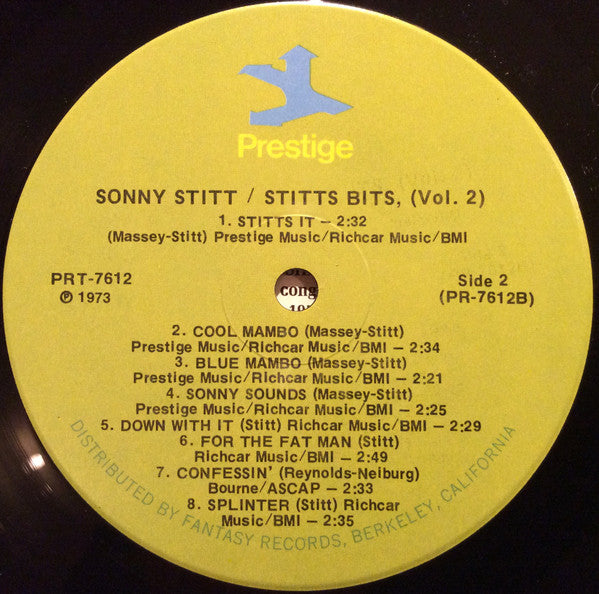 Prestige
SONNY STITT / STITTS BITS, (Vol. 2)
1. STITTS IT — 2:32
(Massey-Stitt) Prestige Music/Richcar Music/BMI
PRT-7612
℗ 1973
Side 2
(PR-7612B)
cong
2. COOL MAMBO (Massey-Stitt)
Prestige Music/Richcar Music/BMI — 2:34
3. BLUE MAMBO (Massey-Stitt)
Prestige Music/Richcar Music/BMI — 2:21
4. SONNY SOUNDS (Massey-Stitt)
Prestige Music/Richcar Music/BMI — 2:25
5. DOWN WITH IT (Stitt) Richcar Music/BMI — 2:29
6. FOR THE FAT MAN (Stitt)
Richcar Music/BMI — 2:49
7. CONFESSIN' (Reynolds-Neiburg)
Bourne/ASCAP — 2:33
8. SPLINTER (Stitt) Richcar
Music/BMI — 2:35
DISTRIBUTED BY FANTASY RECORDS, BERKELEY, CALIFORNIA